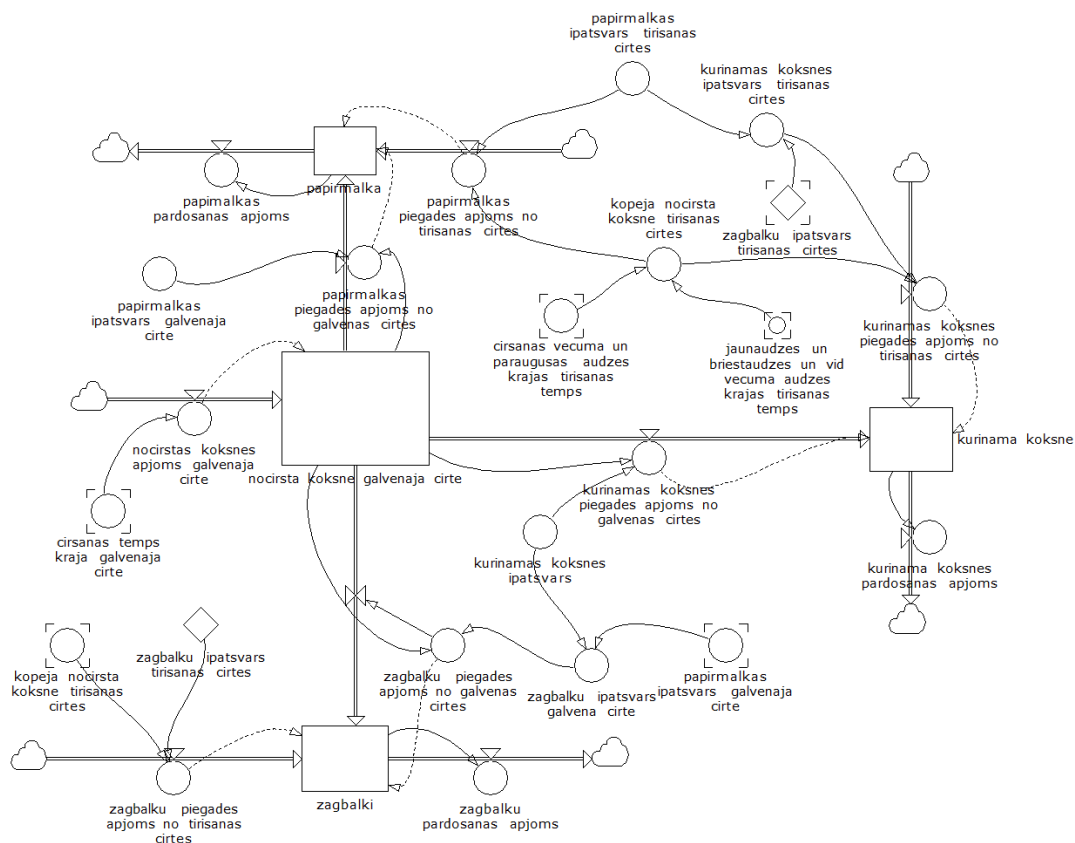 papirmalkas
ipatsvars tirisanas
cirtes
kurinamas koksnes
ipatsvars tirisanas
cirtes
papirmalka
papimalkas
pardosanas apjoms
papirmalkas
piegades apjoms no
tirisanas cirtes
kopeja nocirsta
koksne tirisanas
cirtes
zagbalku ipatsvars
tirisanas cirtes
papirmalkas
ipatsvars galvenaja
cirte
papirmalkas
piegades apjoms no
galvenas cirtes
cirsanas vecuma un
paraugusas audzes
krajas tirisanas
temps
jaunaudzes un
briestaudzes un vid
vecuma audzes
krajas tirisanas
temps
kurinamas koksnes
piegades apjoms no
tirisanas cirtes
nocirstas koksnes
apjoms galvenaja
cirte
nocirsta koksne galvenaja cirte
kurinama koksne
kurinamas koksnes
piegades apjoms no
galvenas cirtes
cirsanas temps
kraja galvenaja
cirte
kurinamas koksnes
ipatsvars
kurinama koksnes
pardosanas apjoms
kopeja nocirsta
koksne tirisanas
cirtes
zagbalku ipatsvars
tirisanas cirtes
zagbalku piegades
apjoms no galvenas
cirtes
zagbalku ipatsvars
galvena cirte
papirmalkas
ipatsvars galvenaja
cirte
zagbalku piegades
apjoms no tirisanas
cirtes
zagbalki
zagbalku
pardosanas apjoms